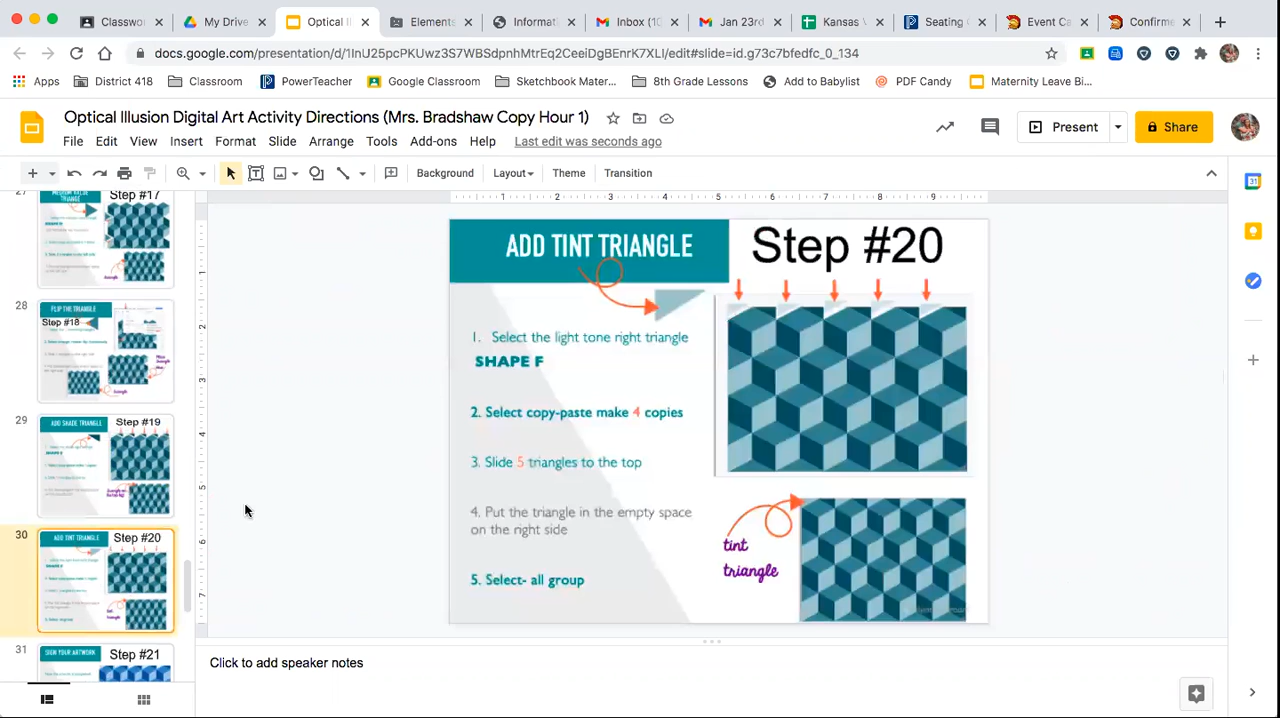 Classwo
My Drive
Optical I
Elements
Informati
Inbox (10
Jan 23rd
Kansas V
Seating
Event Ca
Confirme
docs.google.com/presentation/d/
/edit#slide=id.g73c7bfedfc_0_134
Apps
District 418
Classroom
PowerTeacher
Google Classroom
Sketchbook Mater...
8th Grade Lessons
Add to Babylist
PDF Candy
Maternity Leave Bi...
Optical Illusion Digital Art Activity Directions (Mrs. Bradshaw Copy Hour 1)
Present
Share
File Edit View Insert Format Slide Arrange Tools Add-ons Help Last edit was seconds ago
Background Layout Theme Transition
27
Step #17
28
FLIP THE TRIANGLE
Step #18
29
ADD SHADE TRIANGLE
Step #19
30
ADD TINT TRIANGLE
Step #20
31
SIGN YOUR ARTWORK
Step #21
ADD TINT TRIANGLE
Step #20
1. Select the light tone right triangle
SHAPE F
2. Select copy-paste make 4 copies
3. Slide 5 triangles to the top
4. Put the triangle in the empty space
on the right side
5. Select- all group
tint
triangle
Click to add speaker notes